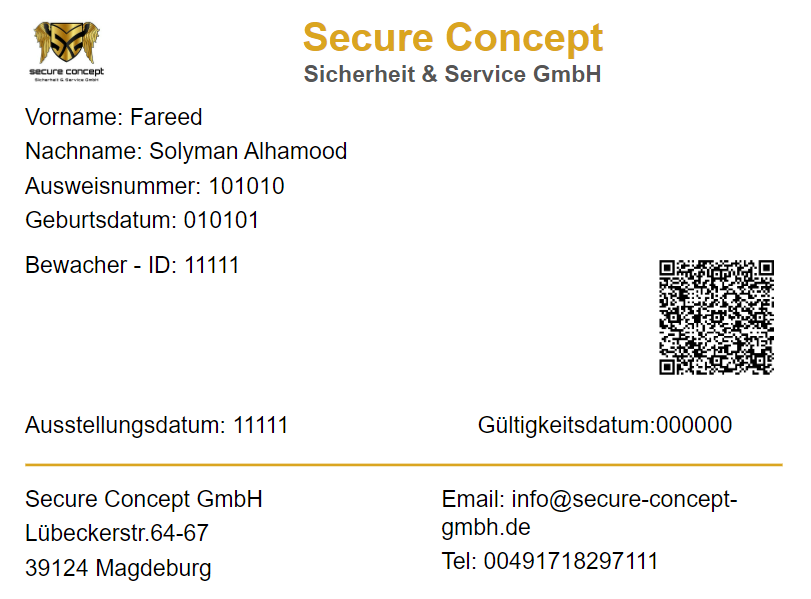 secure concept
Sicherheit & Service GmbH
Secure Concept
Sicherheit & Service GmbH
Vorname: Fareed
Nachname: Solyman Alhamood
Ausweisnummer: 101010
Geburtsdatum: 010101
Bewacher - ID: 11111
Ausstellungsdatum: 11111
Gültigkeitsdatum:000000
Secure Concept GmbH
Lübeckerstr.64-67
39124 Magdeburg
Email: info@secure-concept-
gmbh.de
Tel: 00491718297111